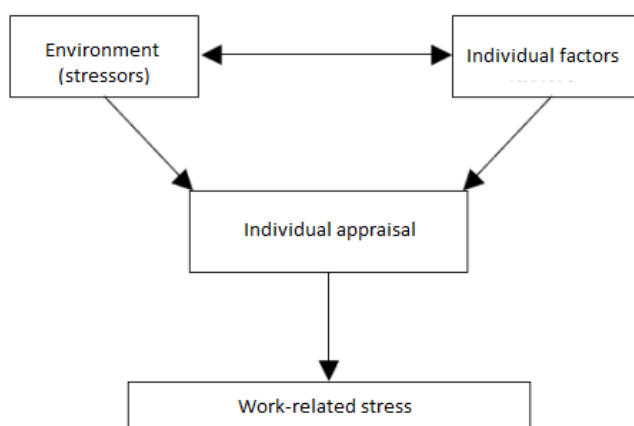 Environment
(stressors)
Individual factors
Individual appraisal
Work-related stress